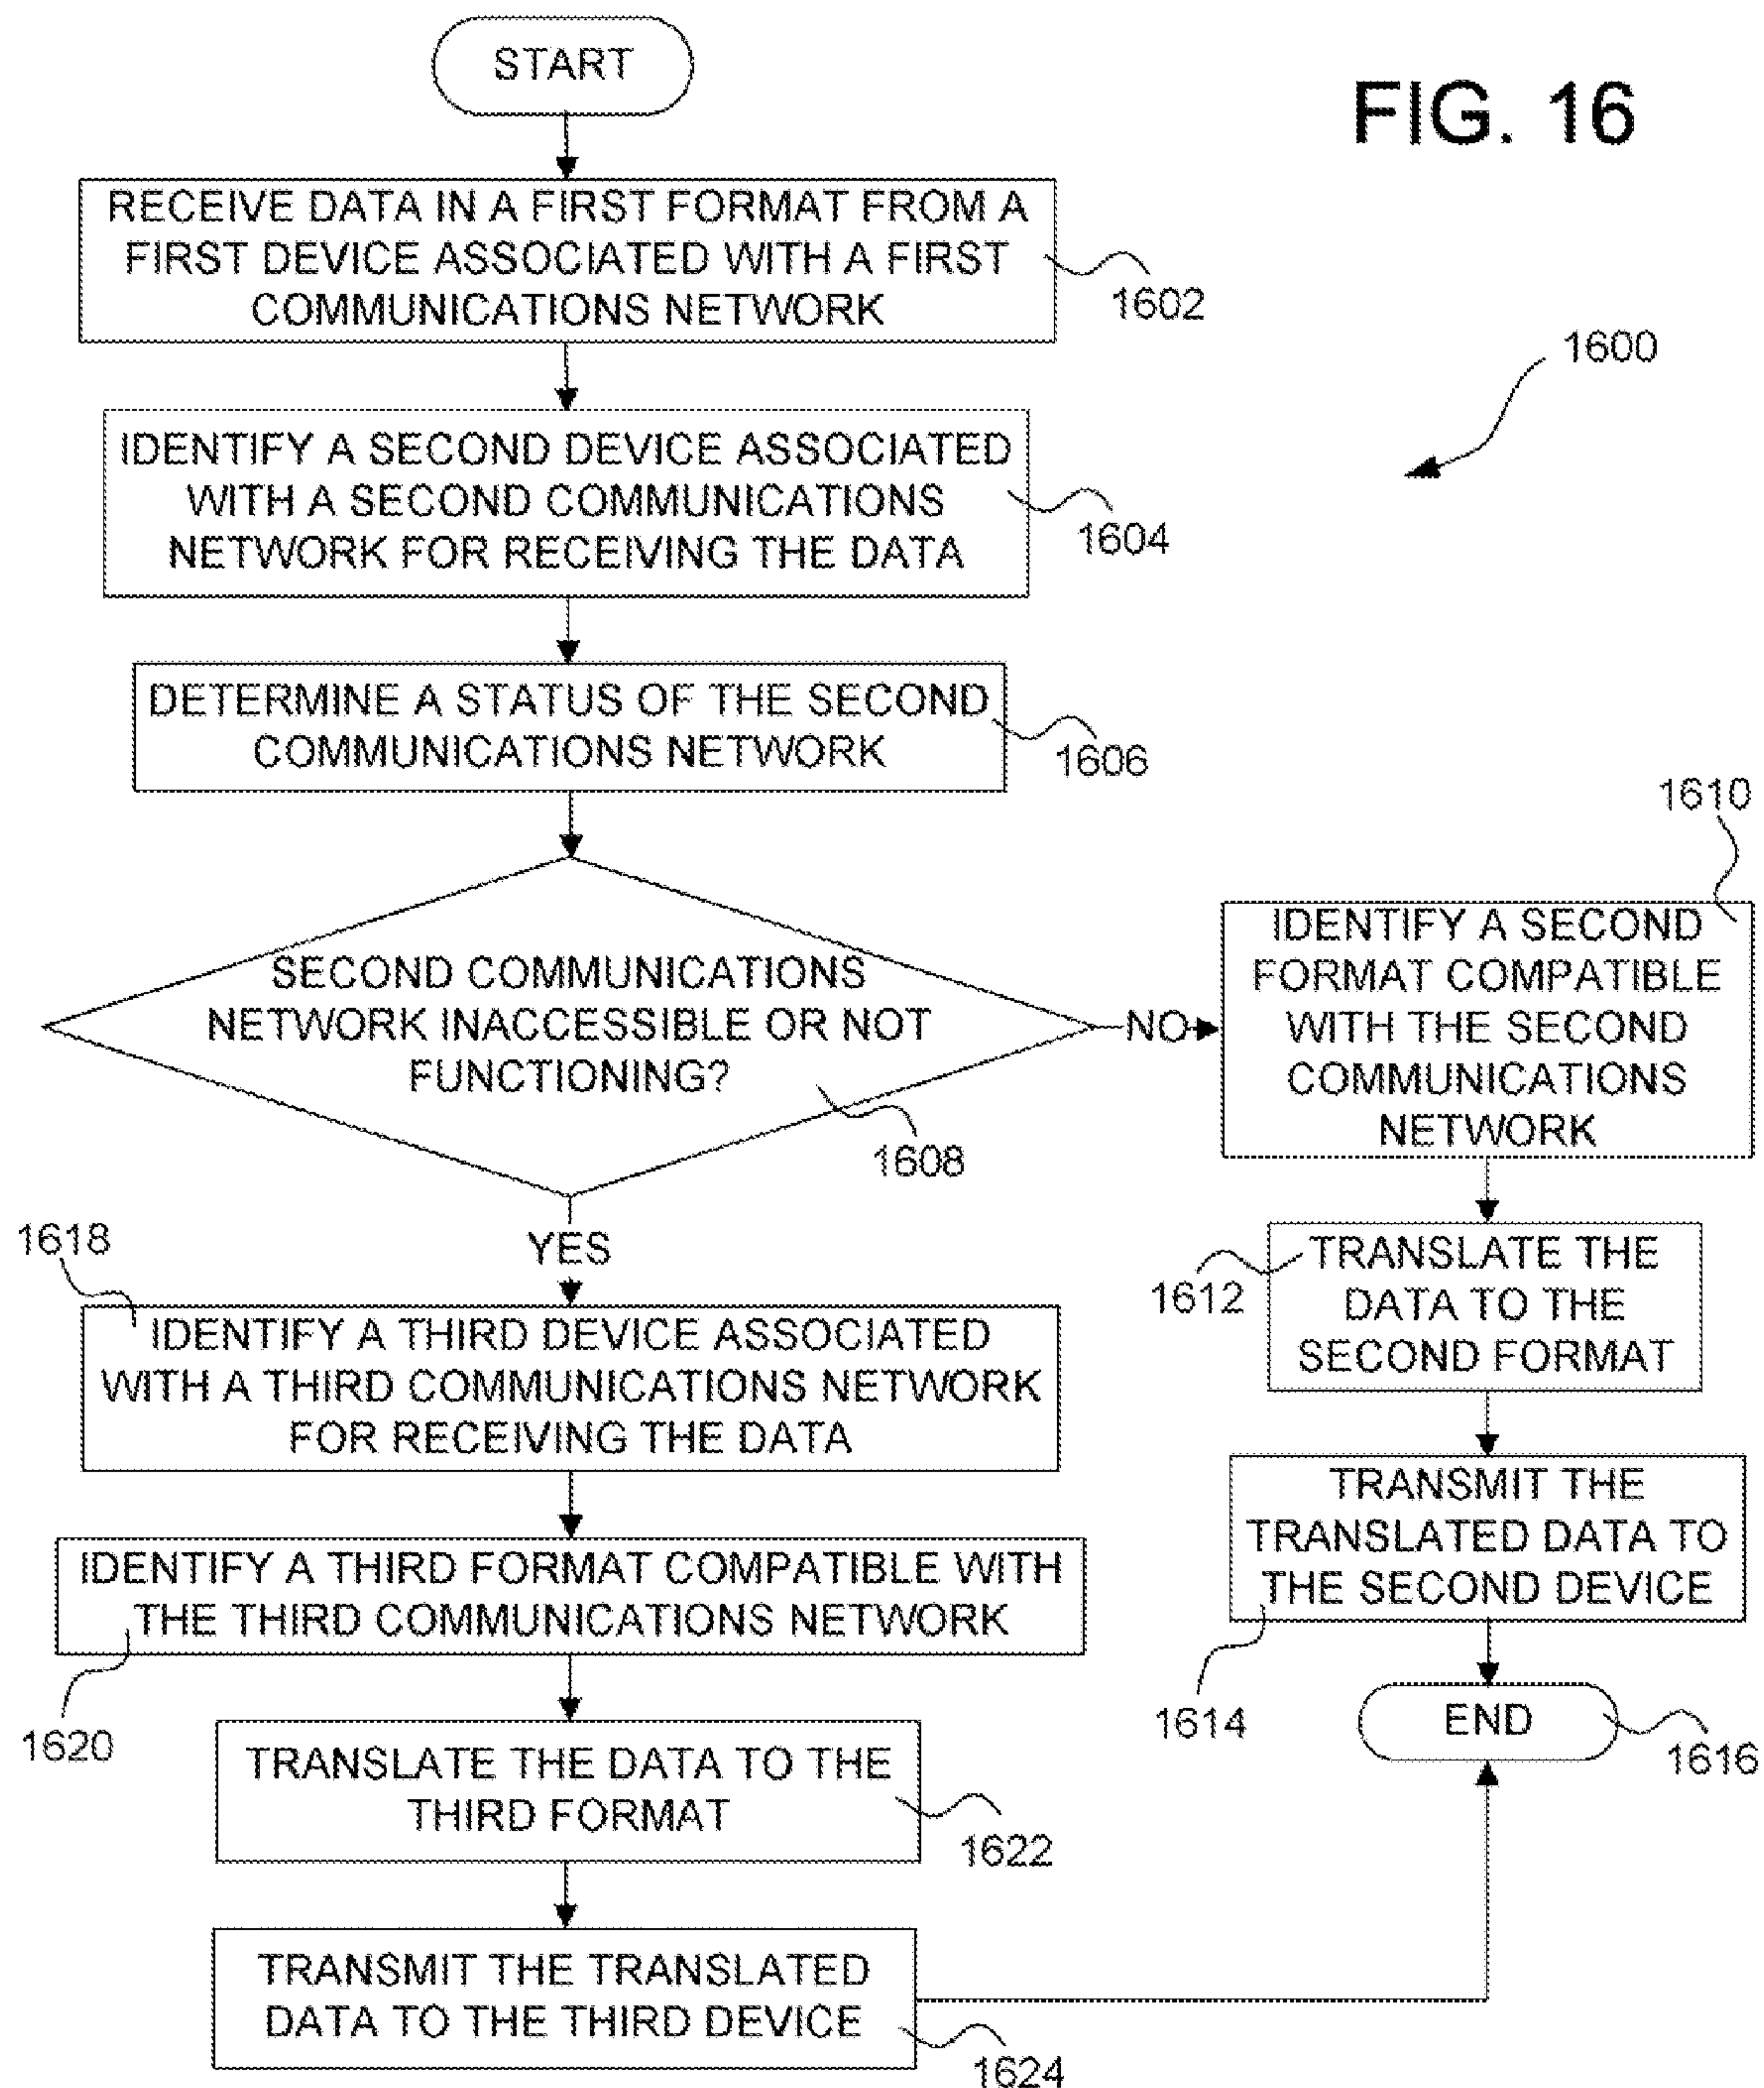 START
FIG. 16
RECEIVE DATA IN A FIRST FORMAT FROM A
FIRST DEVICE ASSOCIATED WITH A FIRST
COMMUNICATIONS NETWORK
1602
1600
IDENTIFY A SECOND DEVICE ASSOCIATED
WITH A SECOND COMMUNICATIONS
NETWORK FOR RECEIVING THE DATA
1604
DETERMINE A STATUS OF THE SECOND
COMMUNICATIONS NETWORK
1606
SECOND COMMUNICATIONS
NETWORK INACCESSIBLE OR NOT
FUNCTIONING?
1608
NO
1610
IDENTIFY A SECOND
FORMAT COMPATIBLE
WITH THE SECOND
COMMUNICATIONS
NETWORK
1612
TRANSLATE THE
DATA TO THE
SECOND FORMAT
TRANSMIT THE
TRANSLATED DATA TO
THE SECOND DEVICE
1614
END
1616
YES
1618
IDENTIFY A THIRD DEVICE ASSOCIATED
WITH A THIRD COMMUNICATIONS NETWORK
FOR RECEIVING THE DATA
IDENTIFY A THIRD FORMAT COMPATIBLE WITH
THE THIRD COMMUNICATIONS NETWORK
1620
TRANSLATE THE DATA TO THE
THIRD FORMAT
1622
TRANSMIT THE TRANSLATED
DATA TO THE THIRD DEVICE
1624